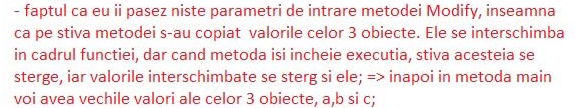 - faptul ca eu ii pasez niste parametri de intrare metodei Modify, inseamna
ca pe stiva metodei s-au copiat  valorile celor 3 obiecte. Ele se interschimba
in cadrul functiei, dar cand metoda isi incheie executia, stiva acesteia se
sterge, iar valorile interschimbate se sterg si ele; => inapoi in metoda main
voi avea vechile valori ale celor 3 obiecte, a,b si c;